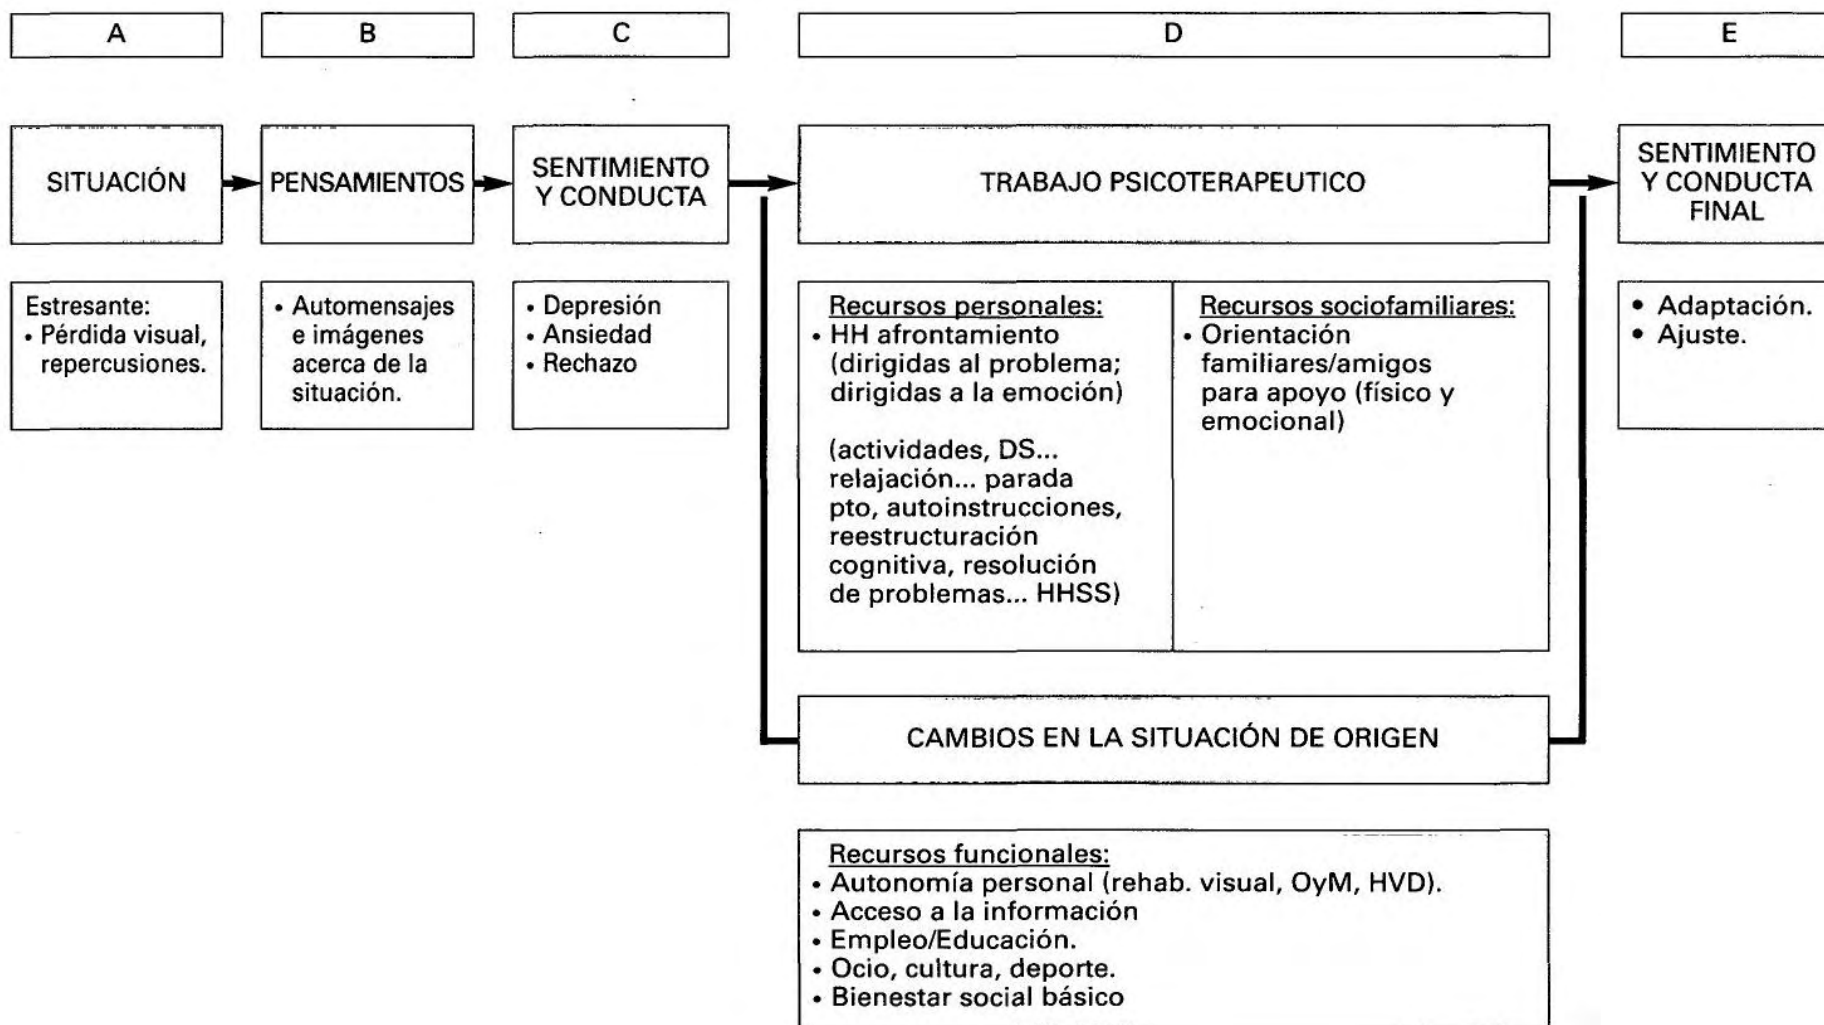 A
B
C
D
E
SITUACIÓN
PENSAMIENTOS
SENTIMIENTO
Y CONDUCTA
TRABAJO PSICOTERAPEUTICO
SENTIMIENTO
Y CONDUCTA
FINAL
Estresante:
• Pérdida visual,
repercusiones.
• Automensajes
e imágenes
acerca de la
situación.
• Depresión
• Ansiedad
• Rechazo
Recursos personales:
• HH afrontamiento
(dirigidas al problema;
dirigidas a la emoción)
(actividades, DS...
relajación... parada
pto, autoinstrucciones,
reestructuración
cognitiva, resolución
de problemas... HHSS)
Recursos sociofamiliares:
• Orientación
familiares/amigos
para apoyo (físico y
emocional)
• Adaptación.
• Ajuste.
CAMBIOS EN LA SITUACIÓN DE ORIGEN
Recursos funcionales:
• Autonomía personal (rehab. visual, OyM, HVD).
• Acceso a la información
• Empleo/Educación.
• Ocio, cultura, deporte.
• Bienestar social básico